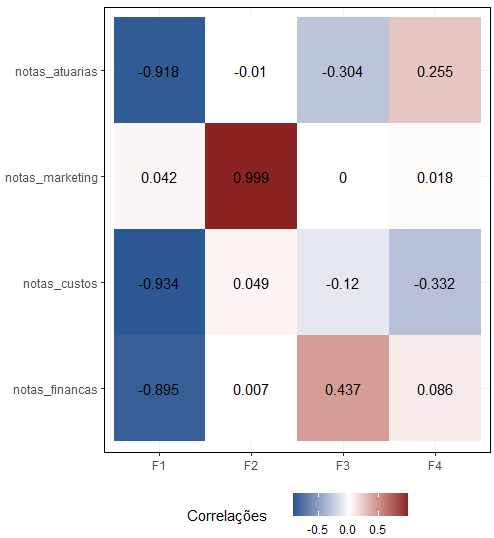 notas_atuarias -0.918 -0.01 -0.304 0.255
notas_marketing 0.042 0.999 0 0.018
notas_custos -0.934 0.049 -0.12 -0.332
notas_financas -0.895 0.007 0.437 0.086
F1 F2 F3 F4
Correlações
-0.5 0.0 0.5